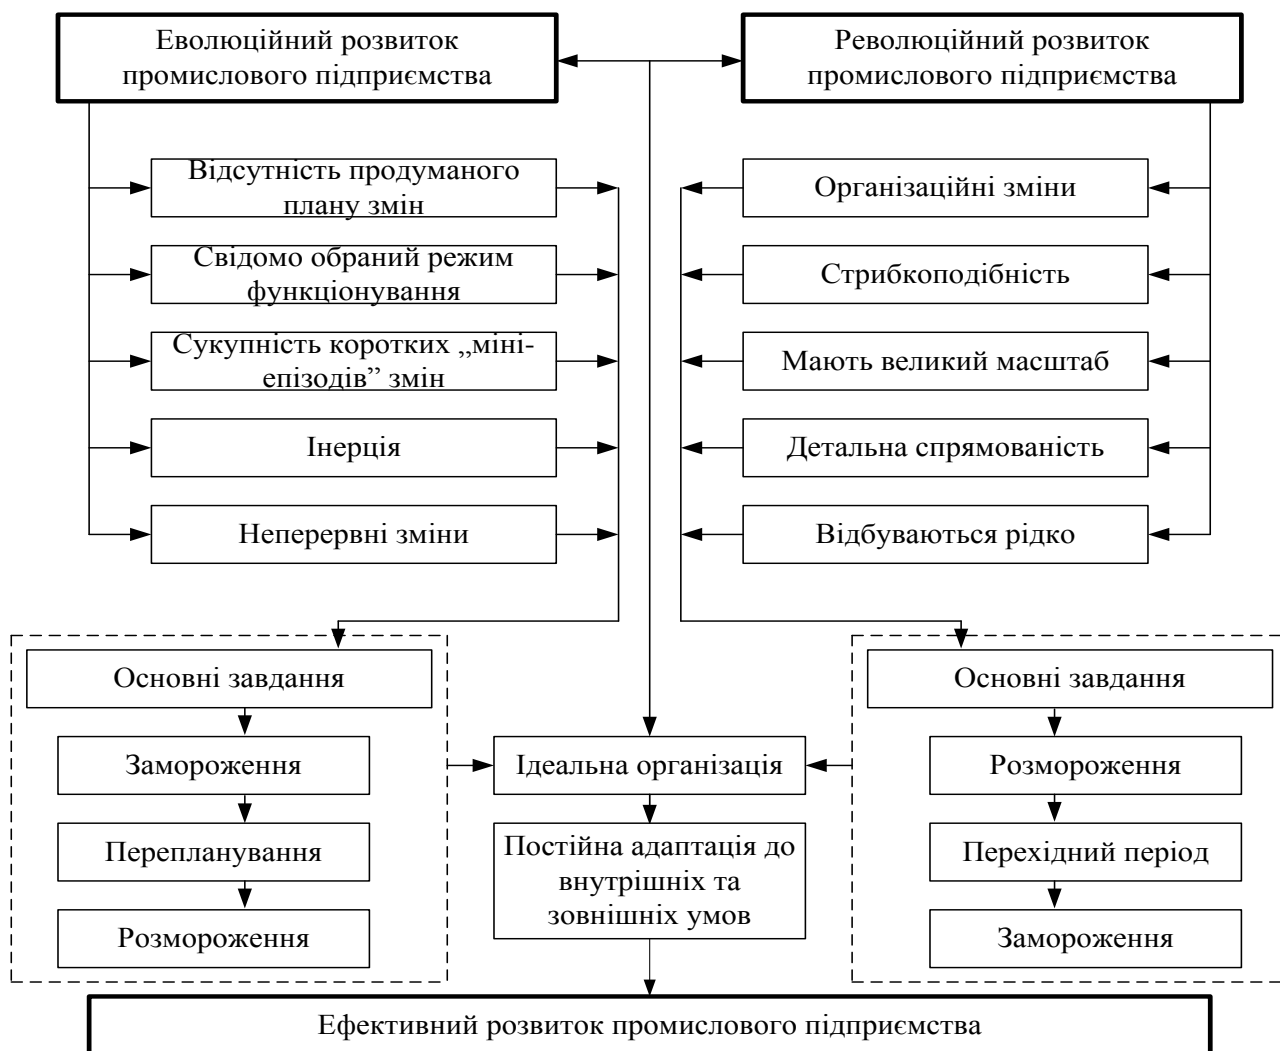 Еволюційний розвиток
промислового підприємства
Революційний розвиток
промислового підприємства
Відсутність продуманого
плану змін
Свідомо обраний режим
функціонування
Сукупність коротких „міні-
епізодів” змін
Інерція
Неперервні зміни
Організаційні зміни
Стрибкоподібність
Мають великий масштаб
Детальна спрямованість
Відбуваються рідко
Основні завдання
Замороження
Перепланування
Розмороження
Ідеальна організація
Постійна адаптація до
внутрішніх та
зовнішніх умов
Основні завдання
Розмороження
Перехідний період
Замороження
Ефективний розвиток промислового підприємства